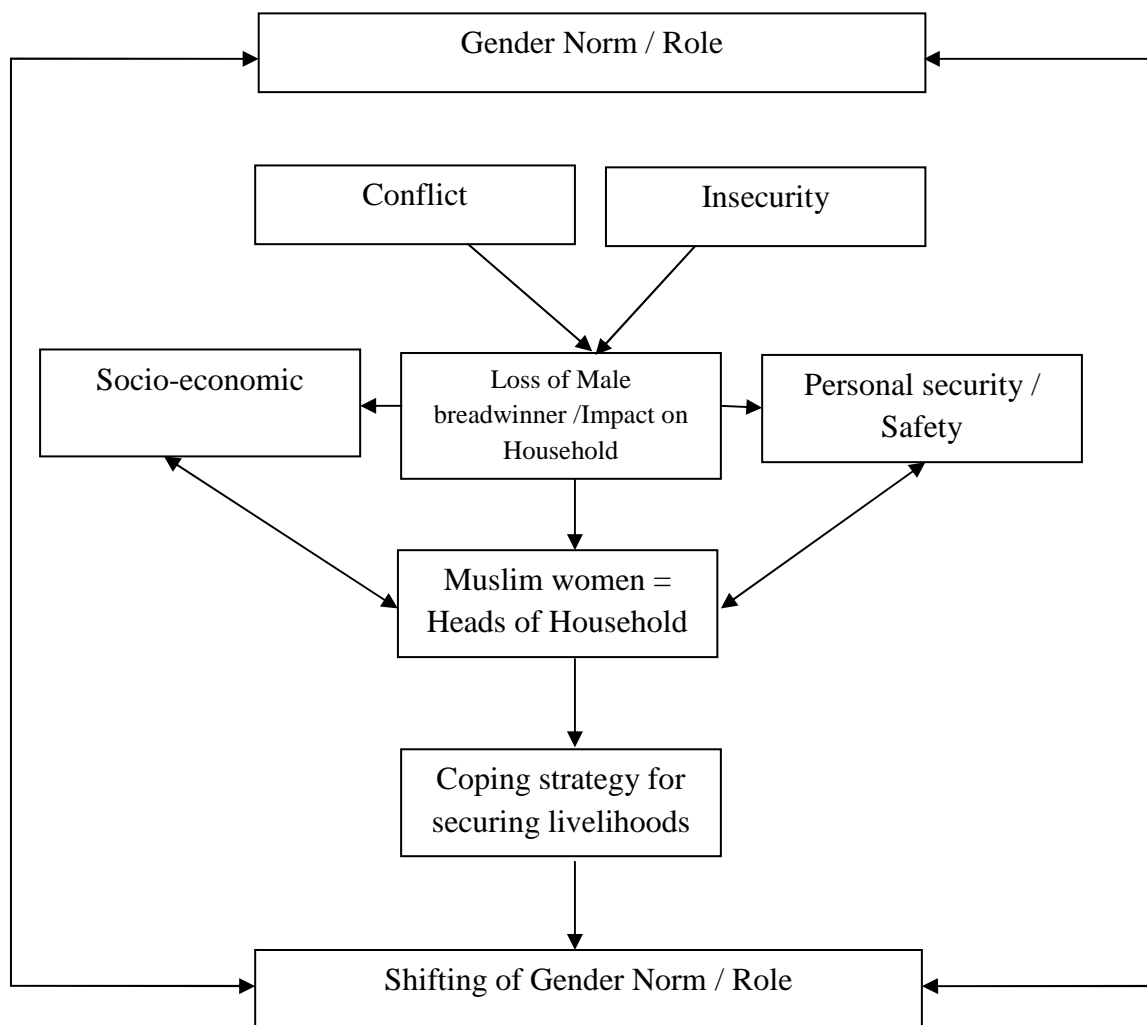 Gender Norm / Role
Conflict
Insecurity
Socio-economic
Loss of Male
breadwinner /Impact on
Household
Personal security /
Safety
Muslim women =
Heads of Household
Coping strategy for
securing livelihoods
Shifting of Gender Norm / Role